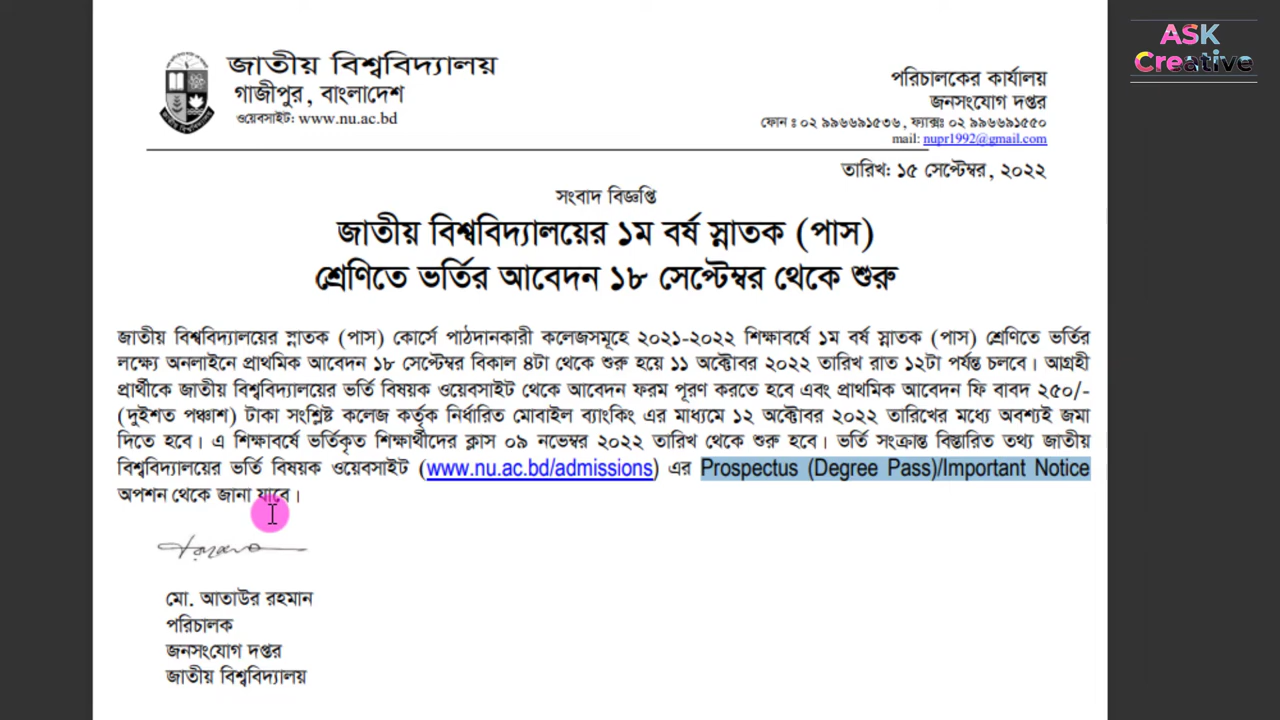 ASK
Creative
জাতীয় বিশ্ববিদ্যালয়
গাজীপুর, বাংলাদেশ
ওয়েবসাইট: www.nu.ac.bd
পরিচালকের কার্যালয়
জনসংযোগ দপ্তর
ফোন ঃ ০২ ৯৯৬৬৯১৫৩৬, ফ্যাক্সঃ ০২ ৯৯৬৬৯১৫৫০
mail: nupr1992@gmail.com
তারিখ: ১৫ সেপ্টেম্বর, ২০২২
সংবাদ বিজ্ঞপ্তি
জাতীয় বিশ্ববিদ্যালয়ের ১ম বর্ষ স্নাতক (পাস)
শ্রেণিতে ভর্তির আবেদন ১৮ সেপ্টেম্বর থেকে শুরু
জাতীয় বিশ্ববিদ্যালয়ের স্নাতক (পাস) কোর্সে পাঠদানকারী কলেজসমূহে ২০২১-২০২২ শিক্ষাবর্ষে ১ম বর্ষ স্নাতক (পাস) শ্রেণিতে ভর্তির
লক্ষ্যে অনলাইনে প্রাথমিক আবেদন ১৮ সেপ্টেম্বর বিকাল ৪টা থেকে শুরু হয়ে ১১ অক্টোবর ২০২২ তারিখ রাত ১২টা পর্যন্ত চলবে। আগ্রহী
প্রার্থীকে জাতীয় বিশ্ববিদ্যালয়ের ভর্তি বিষয়ক ওয়েবসাইট থেকে আবেদন ফরম পূরণ করতে হবে এবং প্রাথমিক আবেদন ফি বাবদ ২৫০/-
(দুইশত পঞ্চাশ) টাকা সংশ্লিষ্ট কলেজ কর্তৃক নির্ধারিত মোবাইল ব্যাংকিং এর মাধ্যমে ১২ অক্টোবর ২০২২ তারিখের মধ্যে অবশ্যই জমা
দিতে হবে। এ শিক্ষাবর্ষে ভর্তিকৃত শিক্ষার্থীদের ক্লাস ০৯ নভেম্বর ২০২২ তারিখ থেকে শুরু হবে। ভর্তি সংক্রান্ত বিস্তারিত তথ্য জাতীয়
বিশ্ববিদ্যালয়ের ভর্তি বিষয়ক ওয়েবসাইট (www.nu.ac.bd/admissions) এর Prospectus (Degree Pass)/Important Notice
অপশন থেকে জানা যাবে।
মো. আতাউর রহমান
পরিচালক
জনসংযোগ দপ্তর
জাতীয় বিশ্ববিদ্যালয়